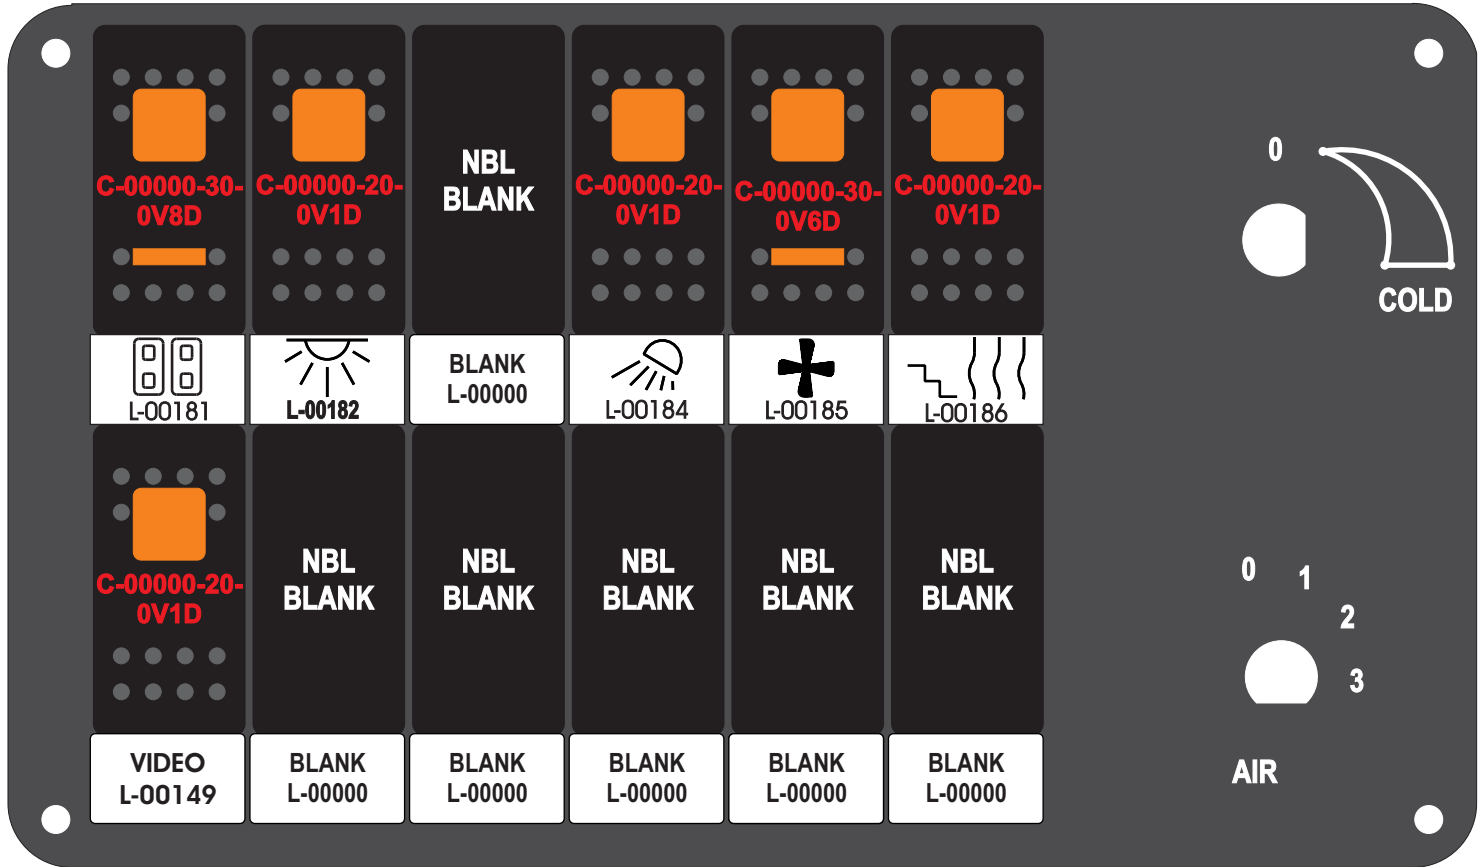 C-00000-30-
0V8D
C-00000-20-
0V1D
NBL
BLANK
C-00000-20-
0V1D
C-00000-30-
0V6D
C-00000-20-
0V1D
0
COLD
L-00181
L-00182
BLANK
L-00000
L-00184
L-00185
L-00186
C-00000-20-
0V1D
NBL
BLANK
NBL
BLANK
NBL
BLANK
NBL
BLANK
NBL
BLANK
0
1
2
3
VIDEO
L-00149
BLANK
L-00000
BLANK
L-00000
BLANK
L-00000
BLANK
L-00000
BLANK
L-00000
AIR